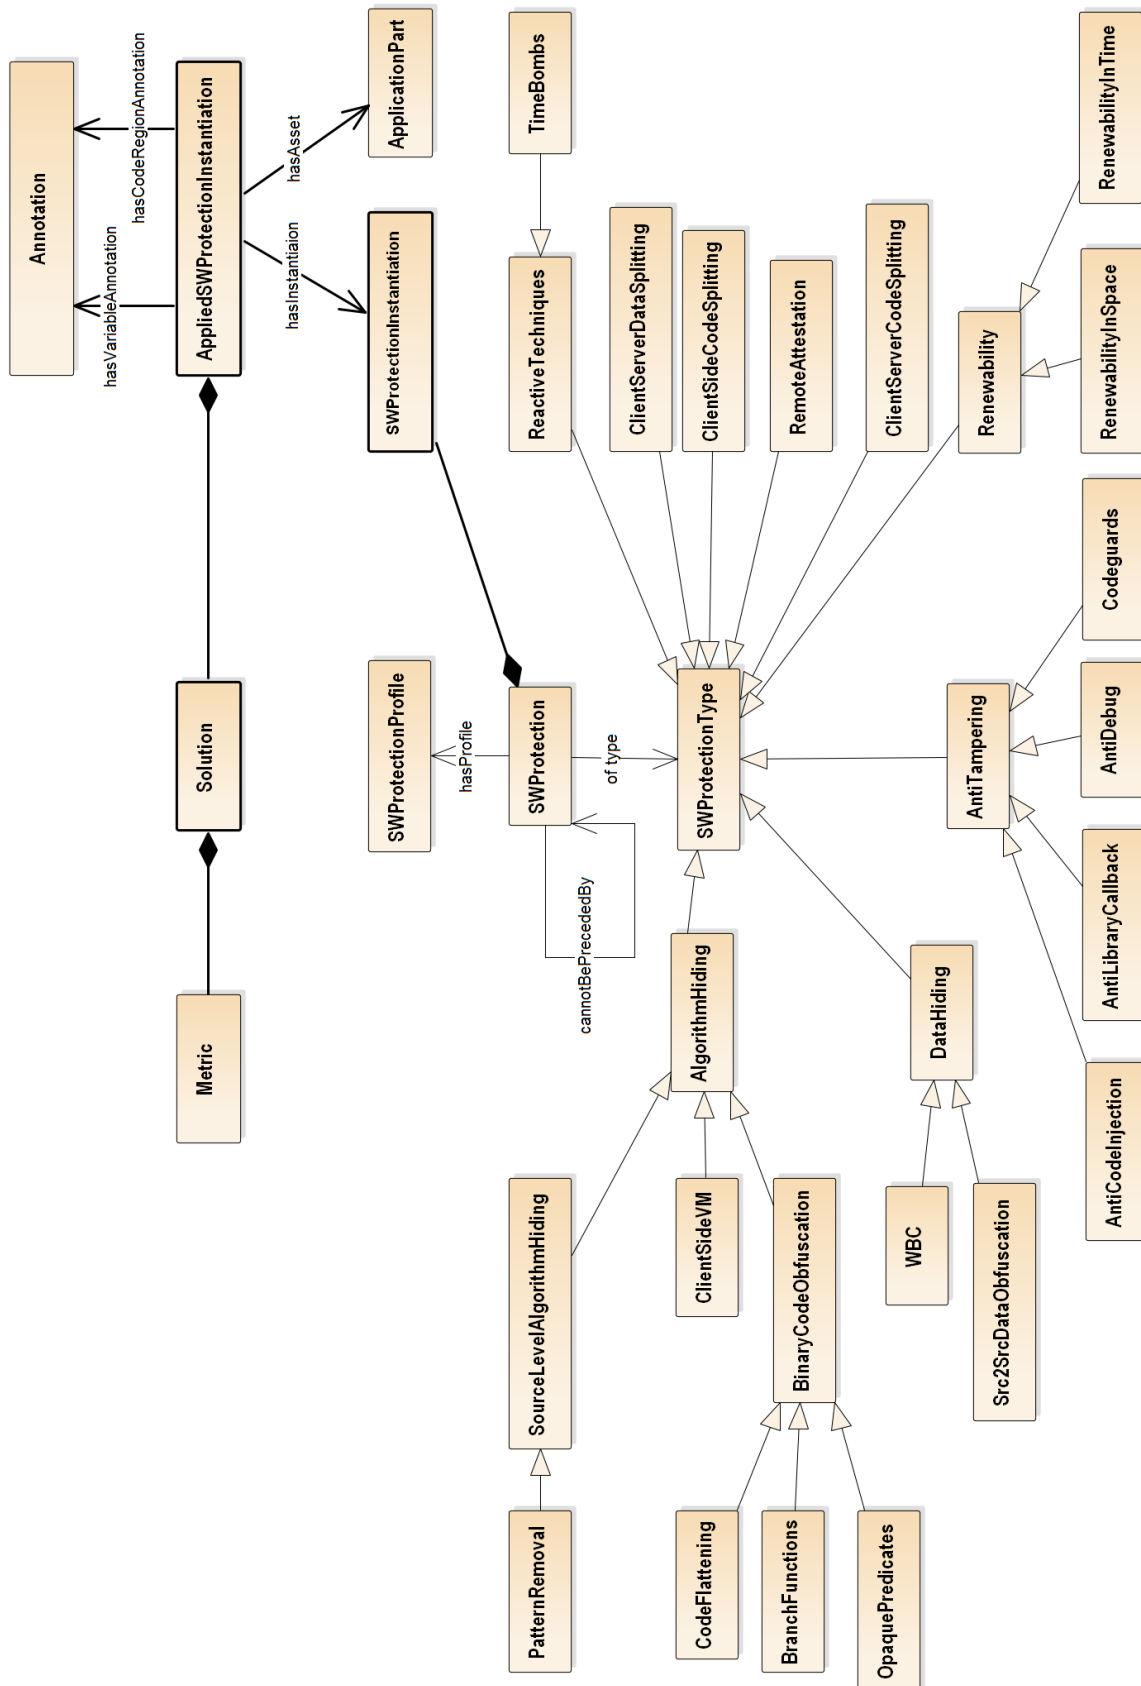 Annotation
hasVariableAnnotation
hasCodeRegionAnnotation
Metric
Solution
AppliedSWProtectionInstantiation
hasInstantiaion
hasAsset
SWProtectionProfile
SWProtectionInstantiation
ApplicationPart
hasProfile
PatternRemoval
SourceLevelAlgorithmHiding
SWProtection
ReactiveTechniques
TimeBombs
cannotBePrecededBy
of type
ClientServerDataSplitting
CodeFlattening
ClientSideVM
AlgorithmHiding
SWProtectionType
ClientSideCodeSplitting
BranchFunctions
BinaryCodeObfuscation
RemoteAttestation
OpaquePredicates
WBC
DataHiding
ClientServerCodeSplitting
Src2SrcDataObfuscation
AntiTampering
Renewability
AntiCodeInjection
AntiLibraryCallback
AntiDebug
Codeguards
RenewabilityInSpace
RenewabilityInTime